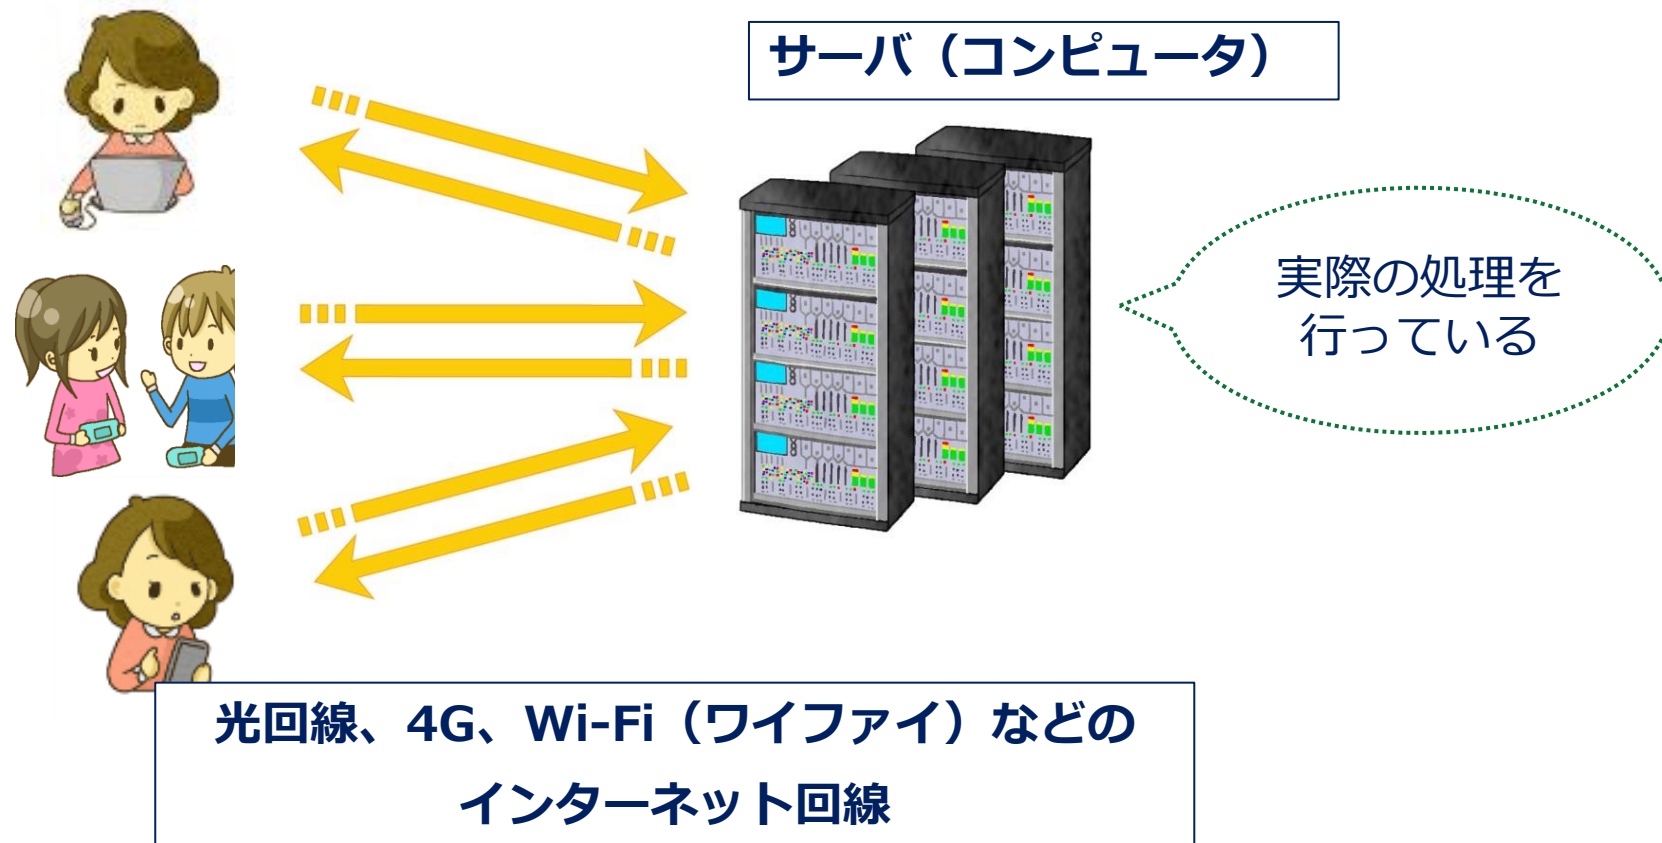 サーバ（コンピュータ）
実際の処理を
行っている
光回線、4G、Wi-Fi（ワイファイ）などの
インターネット回線